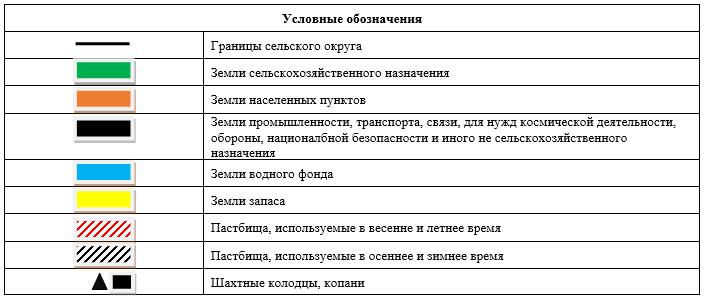 Условные обозначения
Границы сельского округа
Земли сельскохозяйственного назначения
Земли населенных пунктов
Земли промышленности, транспорта, связи, для нужд космической деятельности,
обороны, националбной безопасности и иного не сельскохозяйственного
назначения
Земли водного фонда
Земли запаса
Пастбища, используемые в весенне и летнее время
Пастбища, используемые в осеннее и зимнее время
Шахтные колодцы, копани